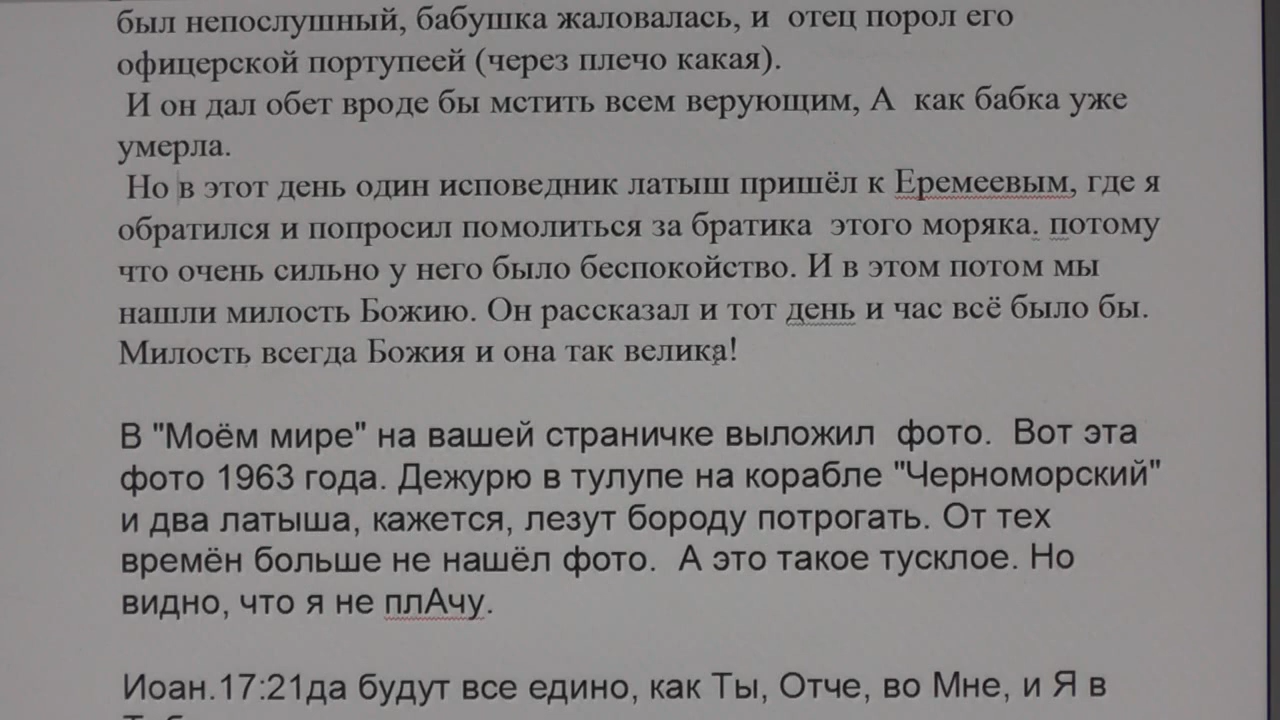 был непослушный, бабушка жаловалась, и  отец порол его
офицерской портупеей (через плечо какая).
И он дал обет вроде бы мстить всем верующим, А  как бабка уже
умерла.
Но в этот день один исповедник латыш пришёл к Еремеевым, где я
обратился и попросил помолиться за братика  этого моряка. потому
что очень сильно у него было беспокойство. И в этом потом мы
нашли милость Божию. Он рассказал и тот день и час всё было бы.
Милость всегда Божия и она так велика!
В "Моём мире" на вашей страничке выложил  фото.  Вот эта
фото 1963 года. Дежурю в тулупе на корабле "Черноморский"
и два латыша, кажется, лезут бороду потрогать. От тех
времён больше не нашёл фото.  А это такое тусклое. Но
видно, что я не плАчу.
Иоан.17:21да будут все едино, как Ты, Отче, во Мне, и Я в